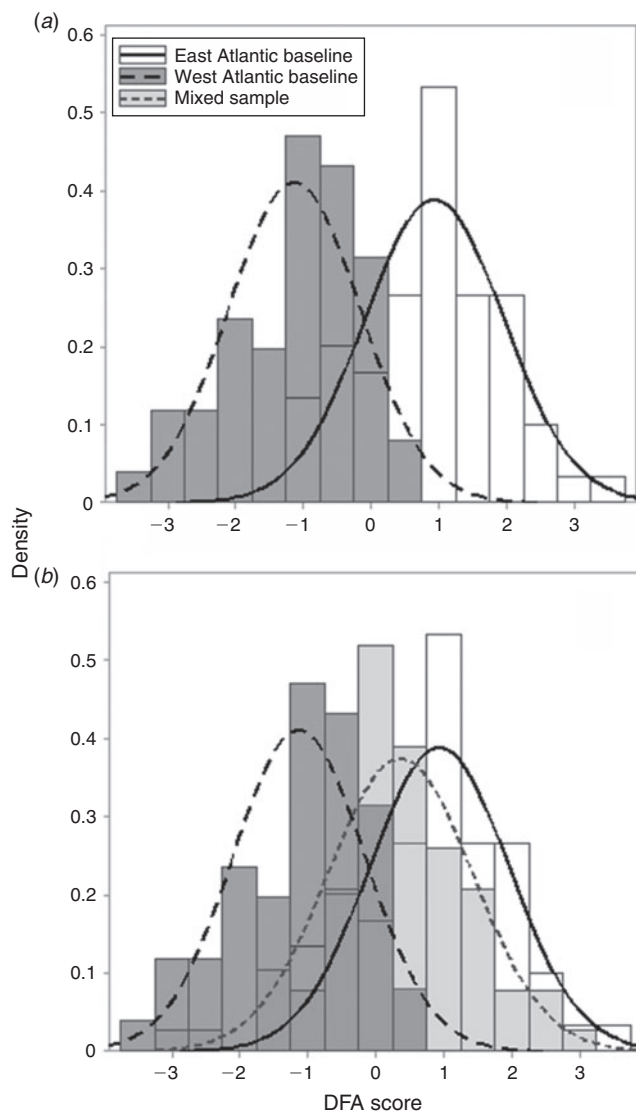 (a)
0.6
East Atlantic baseline
West Atlantic baseline
Mixed sample
0.5
0.4
0.3
0.2
0.1
0
−3 −2 −1 0 1 2 3
Density
(b)
0.6
0.5
0.4
0.3
0.2
0.1
0
−3 −2 −1 0 1 2 3
DFA score